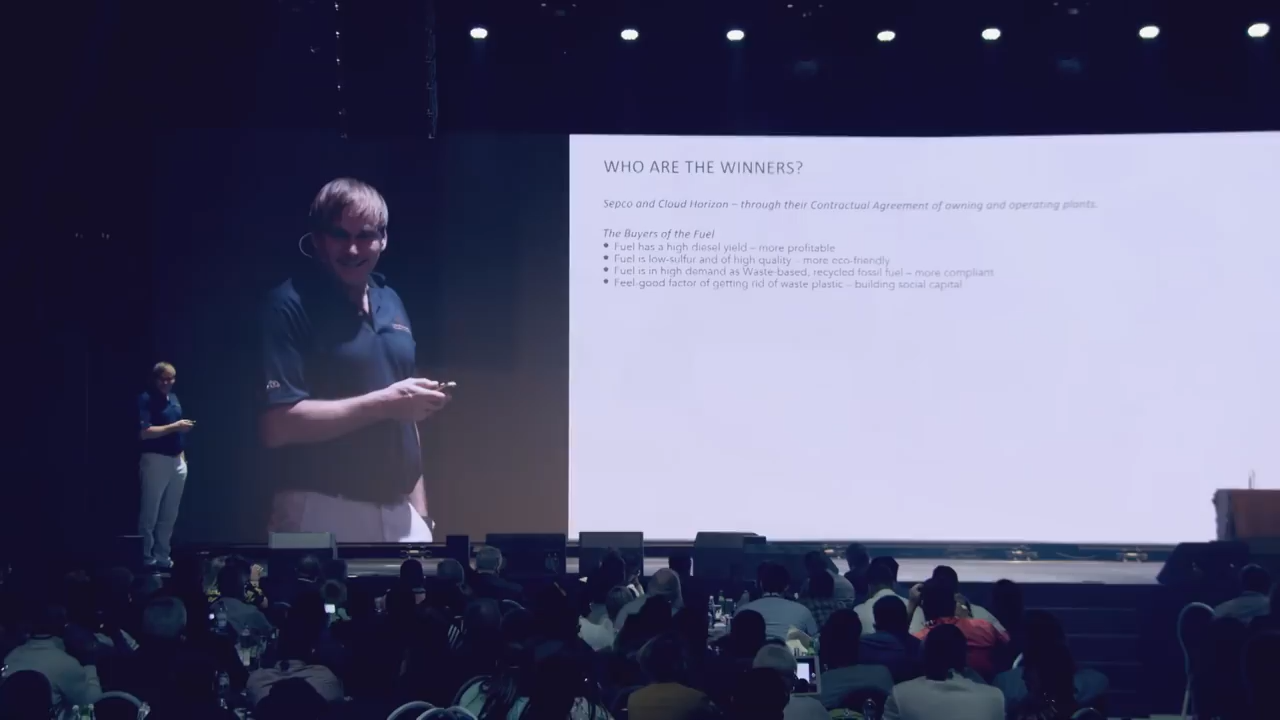 WHO ARE THE WINNERS?
Sepco and Cloud Horizon – through their Contractual Agreement of owning and operating plants.
The Buyers of the Fuel
• Fuel has a high diesel yield – more profitable
• Fuel is low-sulfur and of high quality – more eco-friendly
• Fuel is in high demand as Waste-based, recycled fossil fuel – more compliant
• Feel-good factor of getting rid of waste plastic – building social capital